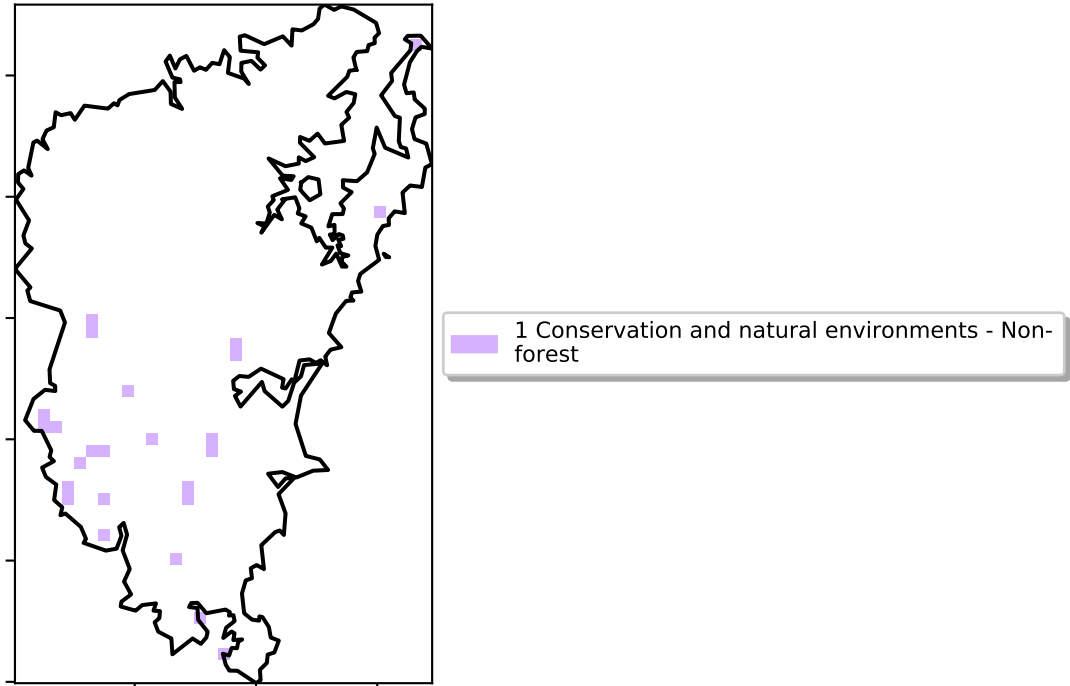 1 Conservation and natural environments - Non-
forest